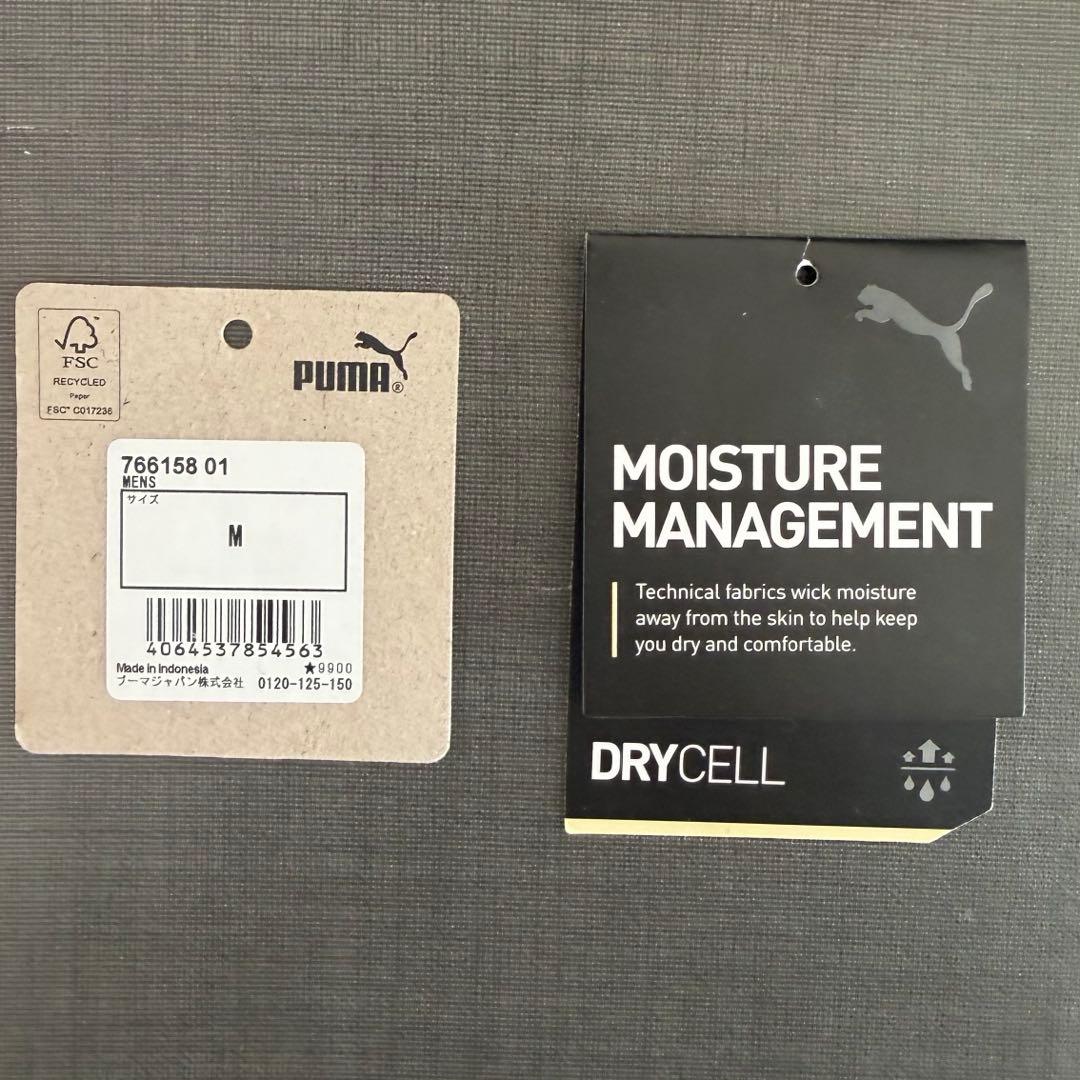 FSC
RECYCLED
Paper
FSC™ C017236
PUMA®
766158 01
MENS
サイズ
M
4064537854563
Made in Indonesia ★9900
プーマジャパン株式会社 0120-125-150
MOISTURE
MANAGEMENT
Technical fabrics wick moisture
away from the skin to help keep
you dry and comfortable.
DRYCELL